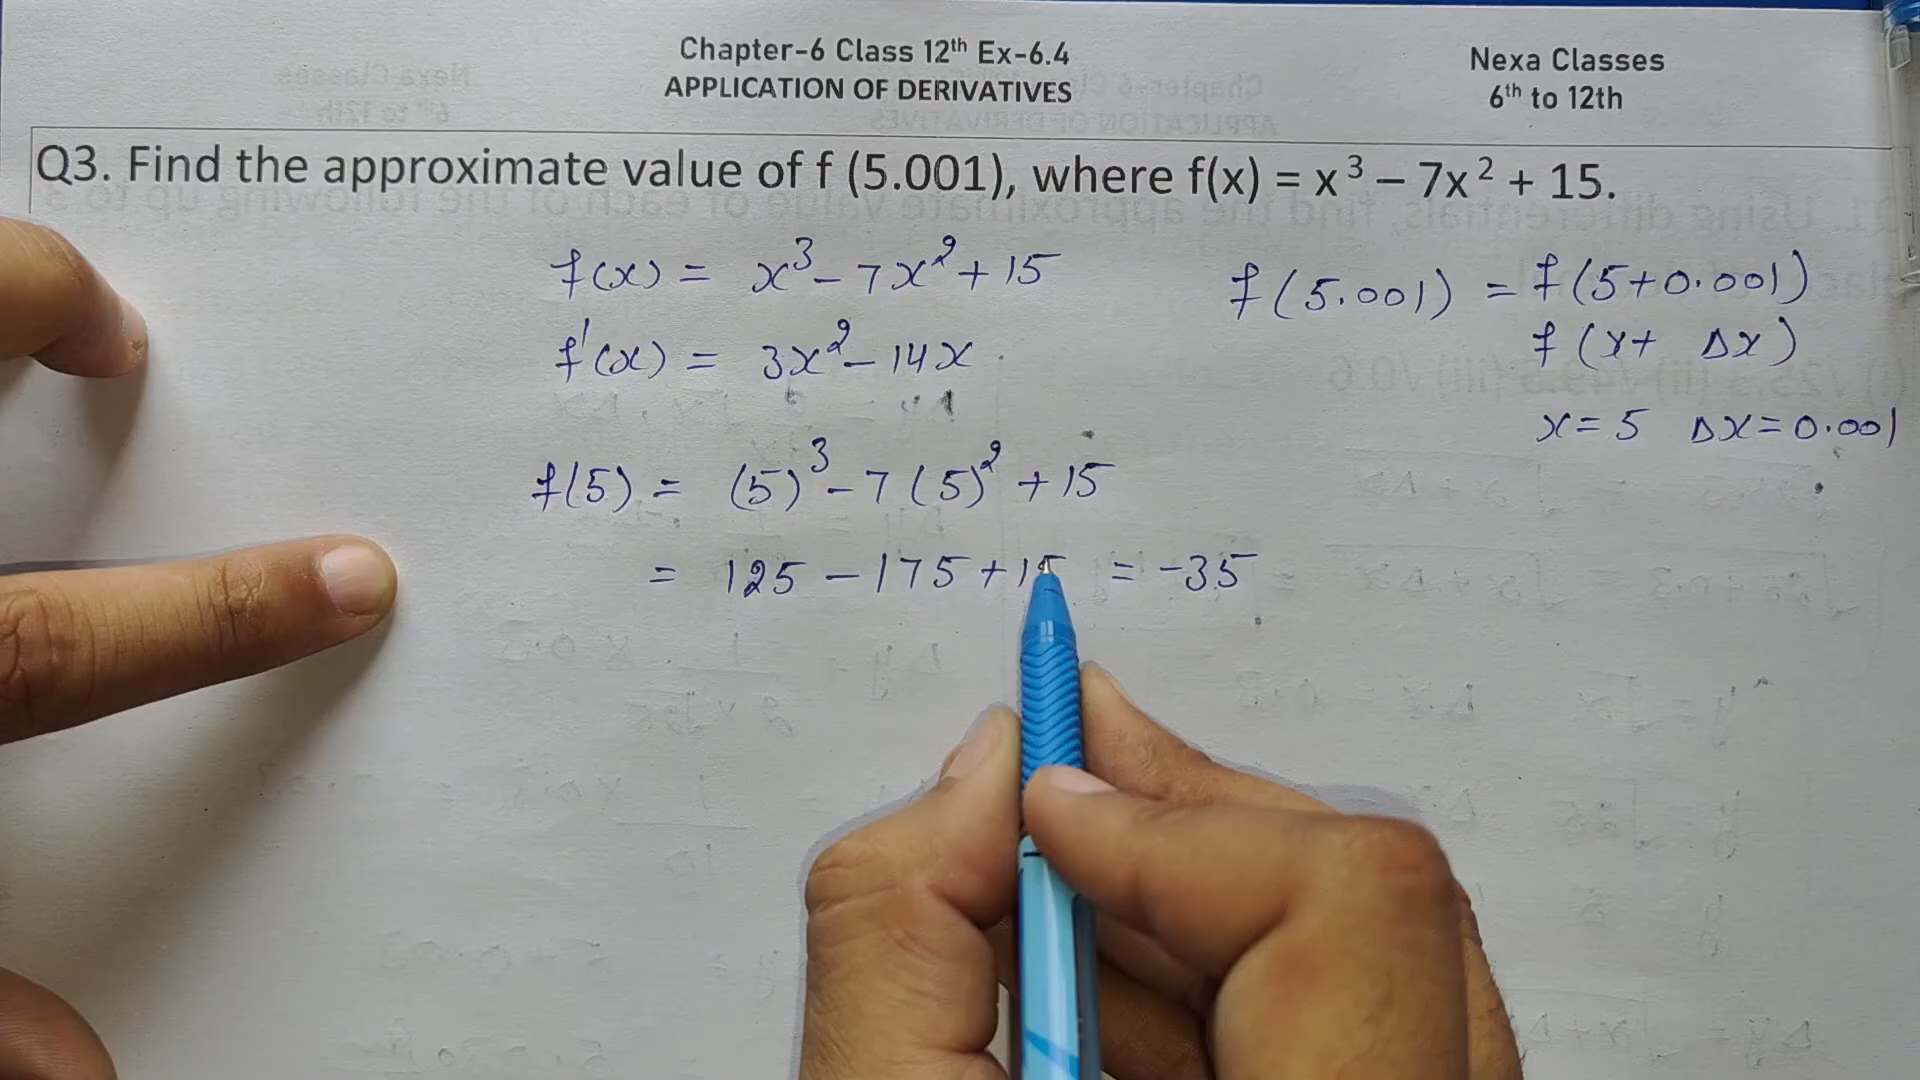 Chapter-6 Class 12th Ex-6.4
APPLICATION OF DERIVATIVES
Nexa Classes
6th to 12th
Q3. Find the approximate value of f (5.001), where f(x) = x³ – 7x² + 15.
f(x) = x³ - 7x² + 15
f'(x) = 3x² - 14x
f(5.001) = f(5+0.001)
f(x+ Δx)
x = 5 Δx = 0.001
f(5) = (5)³ - 7(5)² + 15
= 125 - 175 + 15 = -35